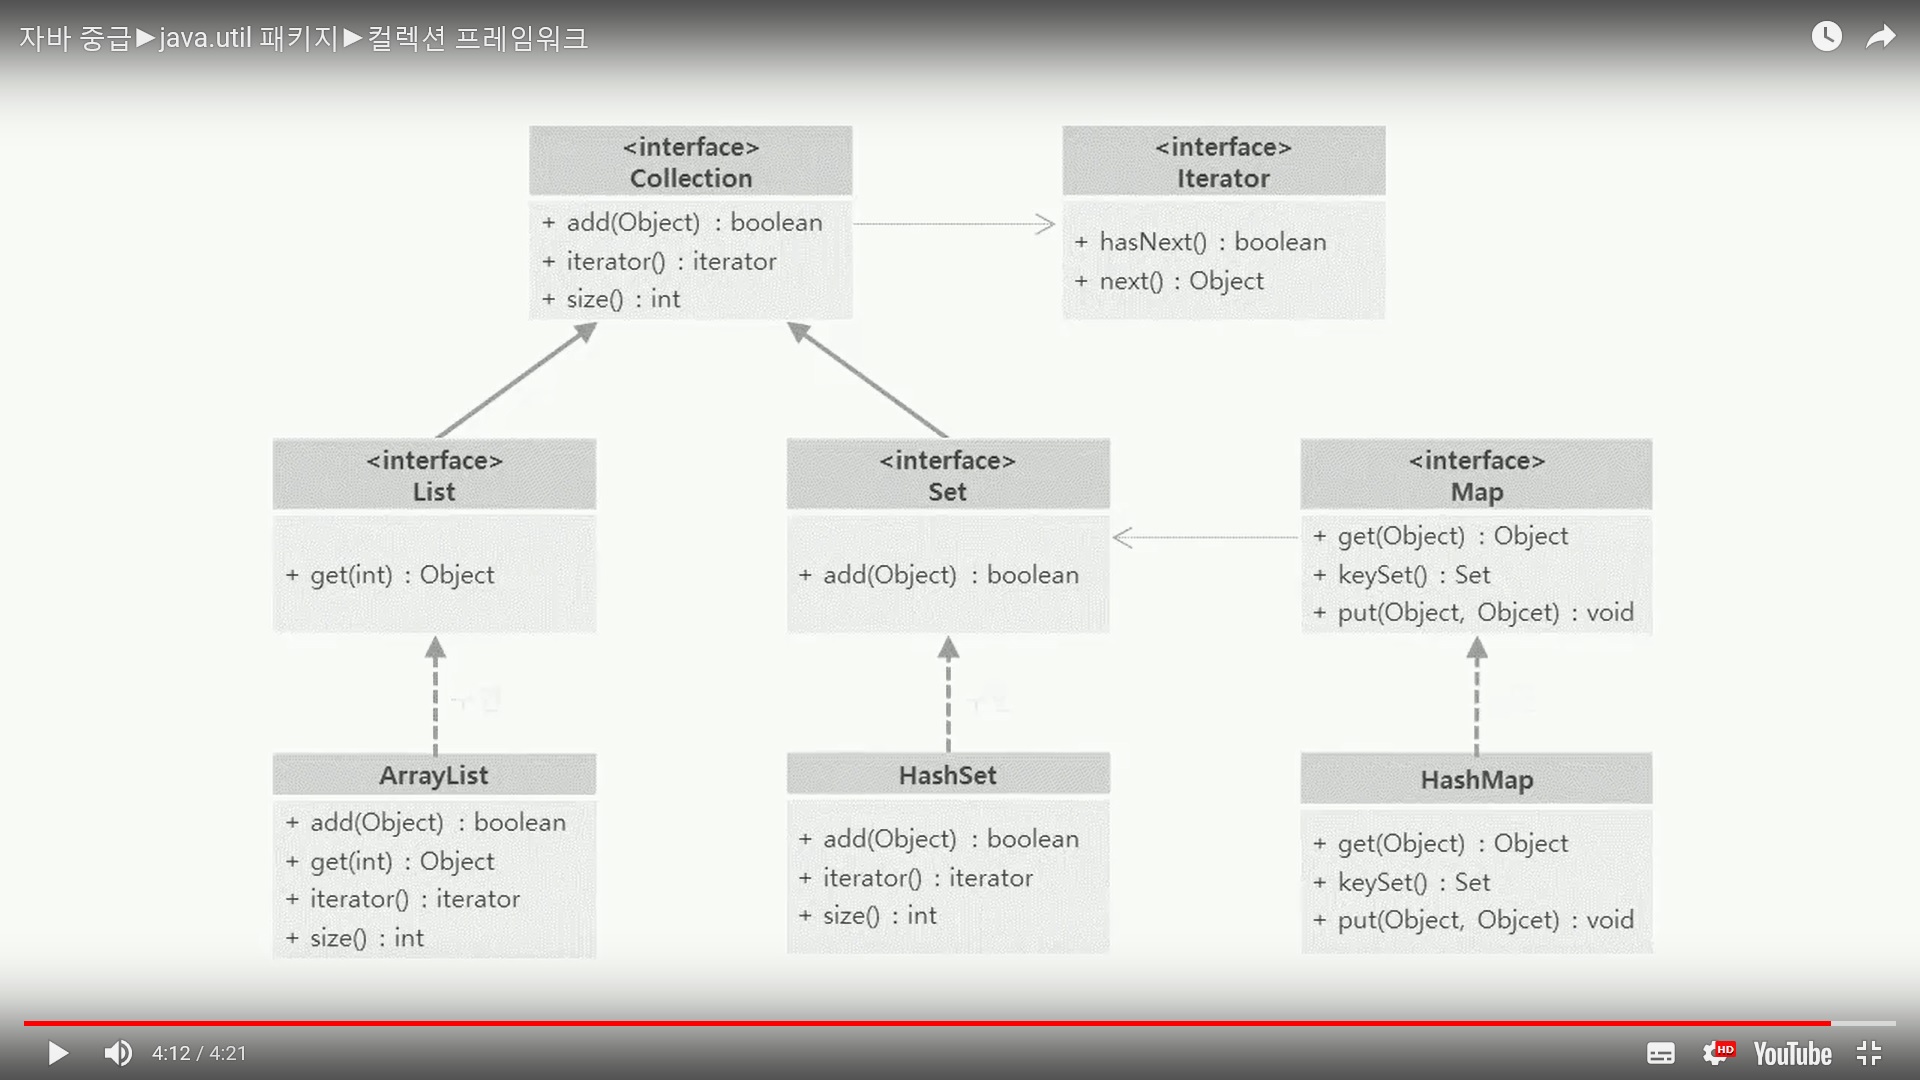 자바 중급▶java.util 패키지▶컬렉션 프레임워크
<interface>
Collection
+ add(Object) : boolean
+ iterator() : iterator
+ size() : int
<interface>
Iterator
+ hasNext() : boolean
+ next() : Object
<interface>
List
+ get(int) : Object
<interface>
Set
+ add(Object) : boolean
<interface>
Map
+ get(Object) : Object
+ keySet() : Set
+ put(Object, Objcet) : void
ArrayList
+ add(Object) : boolean
+ get(int) : Object
+ iterator() : iterator
+ size() : int
HashSet
+ add(Object) : boolean
+ iterator() : iterator
+ size() : int
HashMap
+ get(Object) : Object
+ keySet() : Set
+ put(Object, Objcet) : void
4:12 / 4:21
HD
YouTube